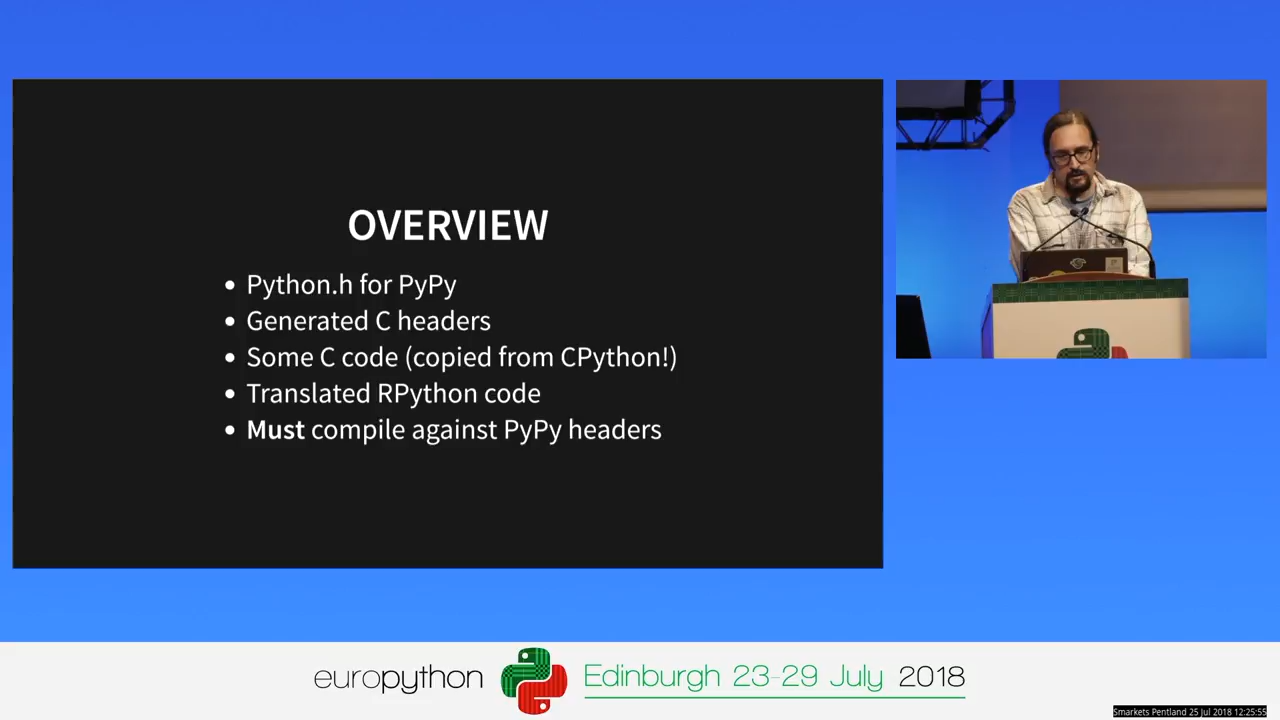 OVERVIEW
• Python.h for PyPy
• Generated C headers
• Some C code (copied from CPython!)
• Translated RPython code
• Must compile against PyPy headers
europython
Edinburgh 23-29 July 2018
Smarkets Pentland 25 Jul 2018 12:25:55